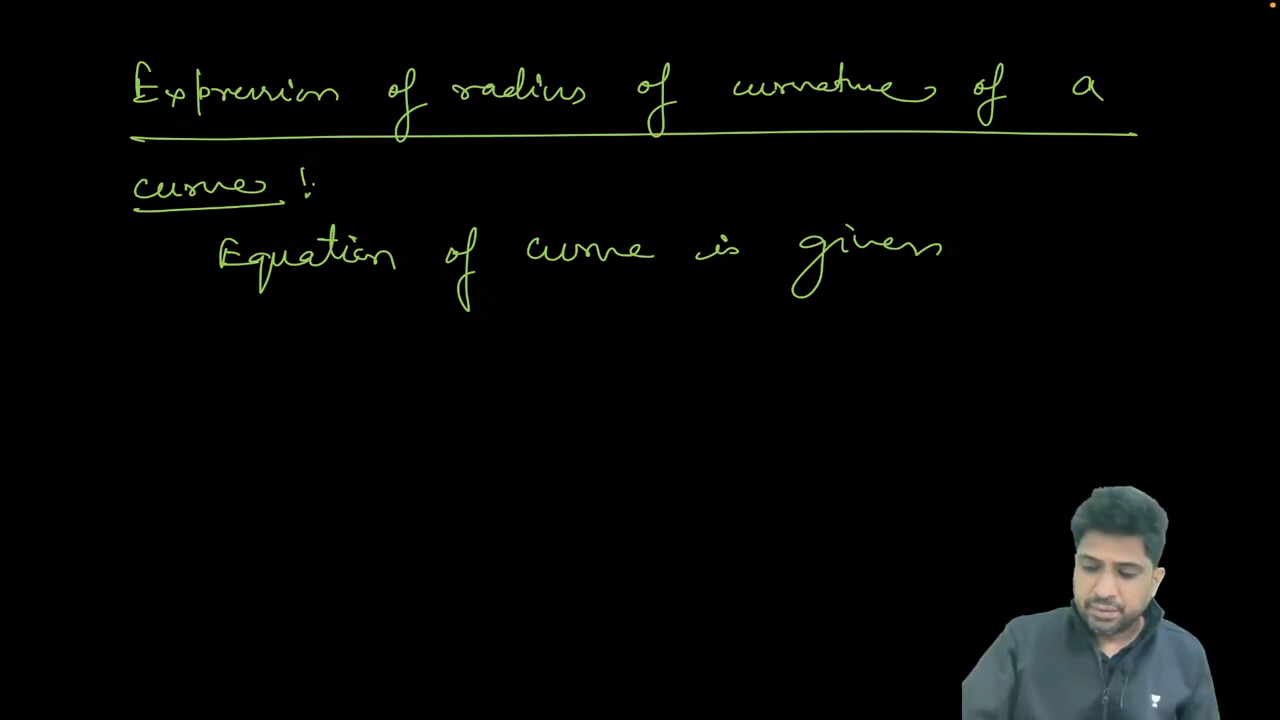 Expression of radius of curvature of a
curve :
Equation of curve is given